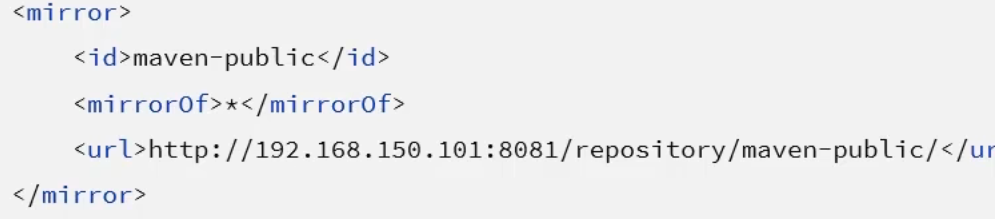 <mirror>
<id>maven-public</id>
<mirrorOf>*</mirrorOf>
<url>http://192.168.150.101:8081/repository/maven-public/</ur
</mirror>